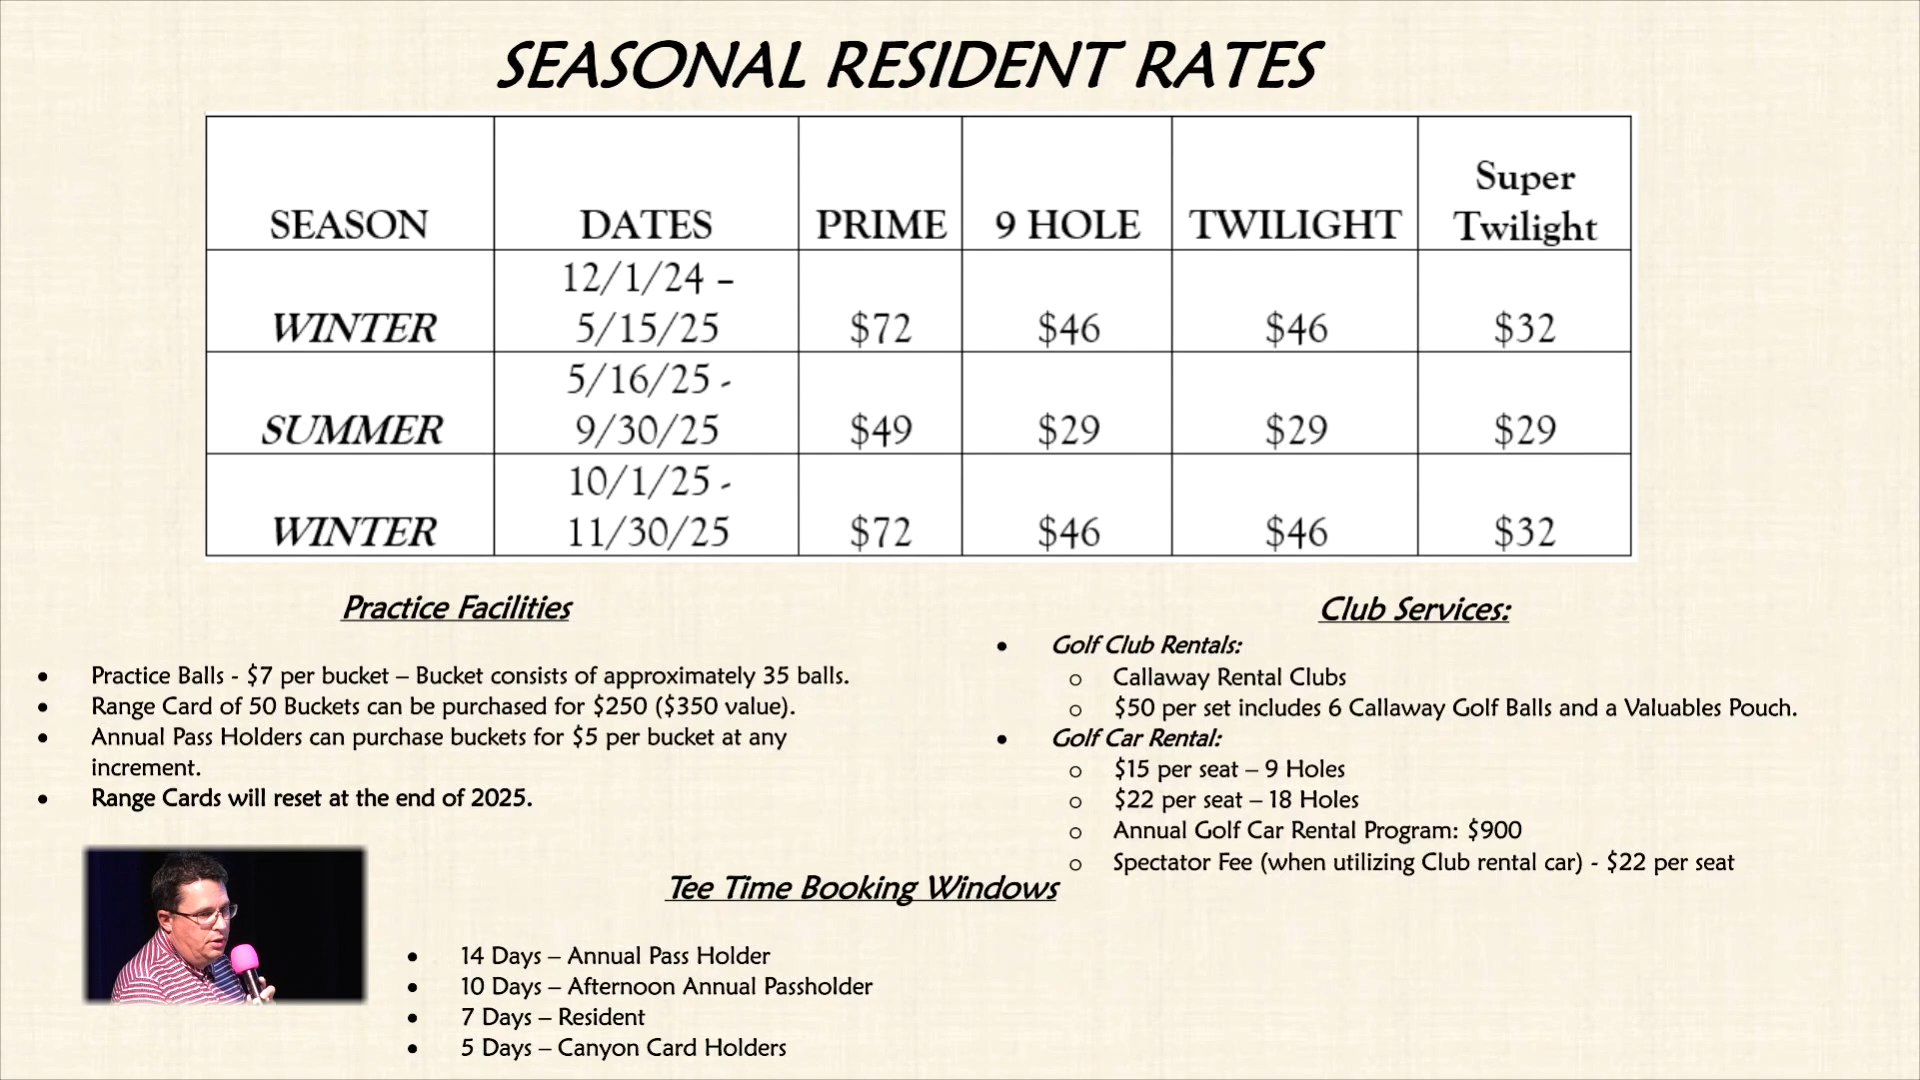 SEASONAL RESIDENT RATES
SEASON DATES PRIME 9 HOLE TWILIGHT Super Twilight
WINTER 12/1/24 – 5/15/25 $72 $46 $46 $32
SUMMER 5/16/25 - 9/30/25 $49 $29 $29 $29
WINTER 10/1/25 - 11/30/25 $72 $46 $46 $32
Practice Facilities
• Practice Balls - $7 per bucket – Bucket consists of approximately 35 balls.
• Range Card of 50 Buckets can be purchased for $250 ($350 value).
• Annual Pass Holders can purchase buckets for $5 per bucket at any
increment.
• Range Cards will reset at the end of 2025.
Club Services:
• Golf Club Rentals:
o Callaway Rental Clubs
o $50 per set includes 6 Callaway Golf Balls and a Valuables Pouch.
• Golf Car Rental:
o $15 per seat – 9 Holes
o $22 per seat – 18 Holes
o Annual Golf Car Rental Program: $900
o Spectator Fee (when utilizing Club rental car) - $22 per seat
Tee Time Booking Windows
• 14 Days – Annual Pass Holder
• 10 Days – Afternoon Annual Passholder
• 7 Days – Resident
• 5 Days – Canyon Card Holders